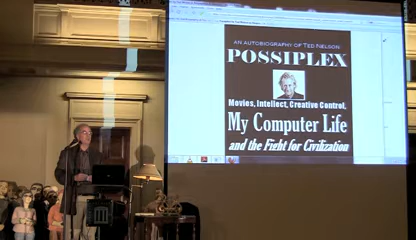 AN AUTOBIOGRAPHY OF TED NELSON
POSSIPLEX
Movies, Intellect, Creative Control,
My Computer Life
and the Fight for Civilization